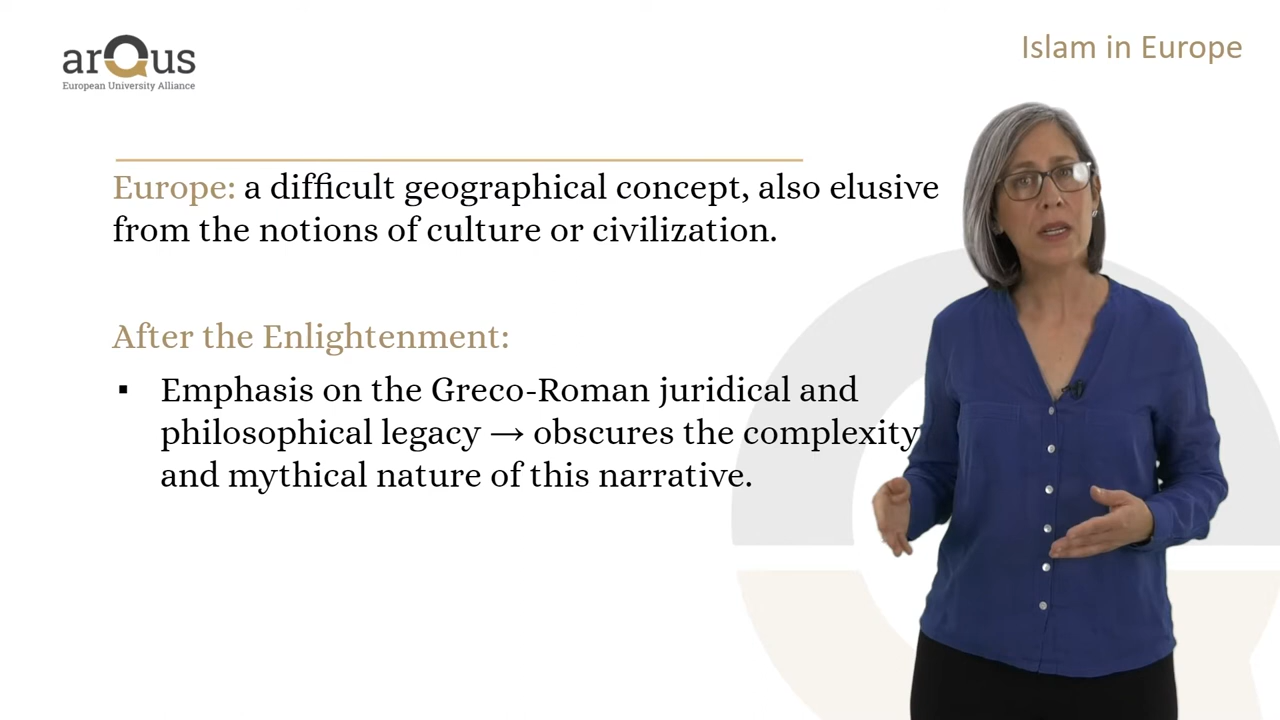 arQus
European University Alliance
Islam in Europe
Europe: a difficult geographical concept, also elusive
from the notions of culture or civilization.
After the Enlightenment:
▪ Emphasis on the Greco-Roman juridical and
philosophical legacy → obscures the complexity
and mythical nature of this narrative.